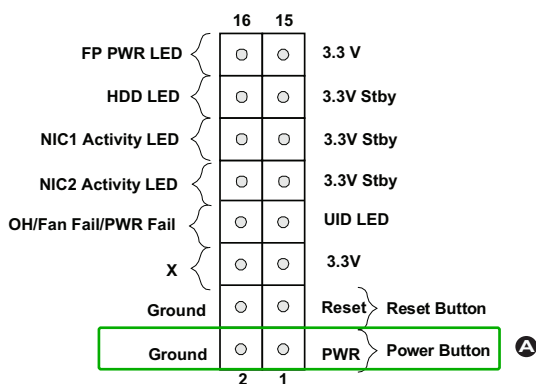 16 15
FP PWR LED 3.3 V
HDD LED 3.3V Stby
NIC1 Activity LED 3.3V Stby
NIC2 Activity LED 3.3V Stby
OH/Fan Fail/PWR Fail UID LED
X 3.3V
Ground Reset Reset Button
Ground PWR Power Button A
2 1